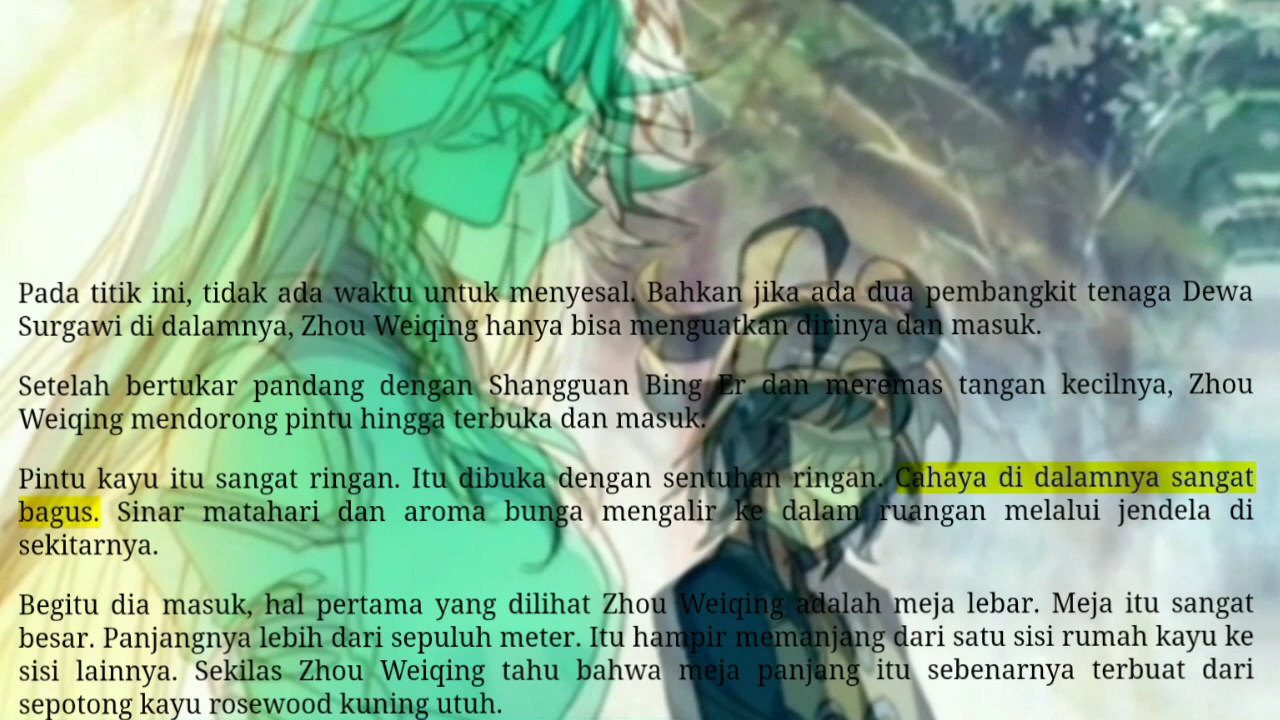 Pada titik ini, tidak ada waktu untuk menyesal. Bahkan jika ada dua pembangkit tenaga Dewa
Surgawi di dalamnya, Zhou Weiqing hanya bisa menguatkan dirinya dan masuk.
Setelah bertukar pandang dengan Shangguan Bing Er dan meremas tangan kecilnya, Zhou
Weiqing mendorong pintu hingga terbuka dan masuk.
Pintu kayu itu sangat ringan. Itu dibuka dengan sentuhan ringan. Cahaya di dalamnya sangat
bagus. Sinar matahari dan aroma bunga mengalir ke dalam ruangan melalui jendela di
sekitarnya.
Begitu dia masuk, hal pertama yang dilihat Zhou Weiqing adalah meja lebar. Meja itu sangat
besar. Panjangnya lebih dari sepuluh meter. Itu hampir memanjang dari satu sisi rumah kayu ke
sisi lainnya. Sekilas Zhou Weiqing tahu bahwa meja panjang itu sebenarnya terbuat dari
sepotong kayu rosewood kuning utuh.